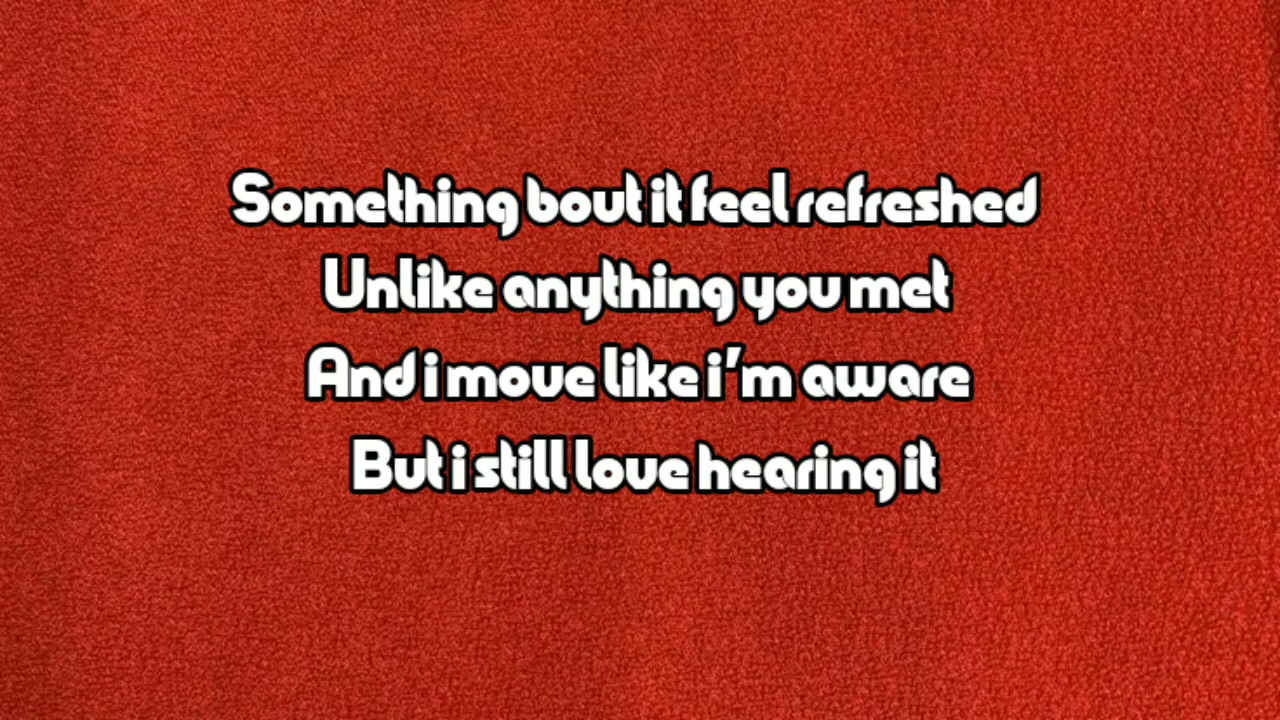 Something bout it feel refreshed
Unlike anything you met
And i move like i'm aware
But i still love hearing it